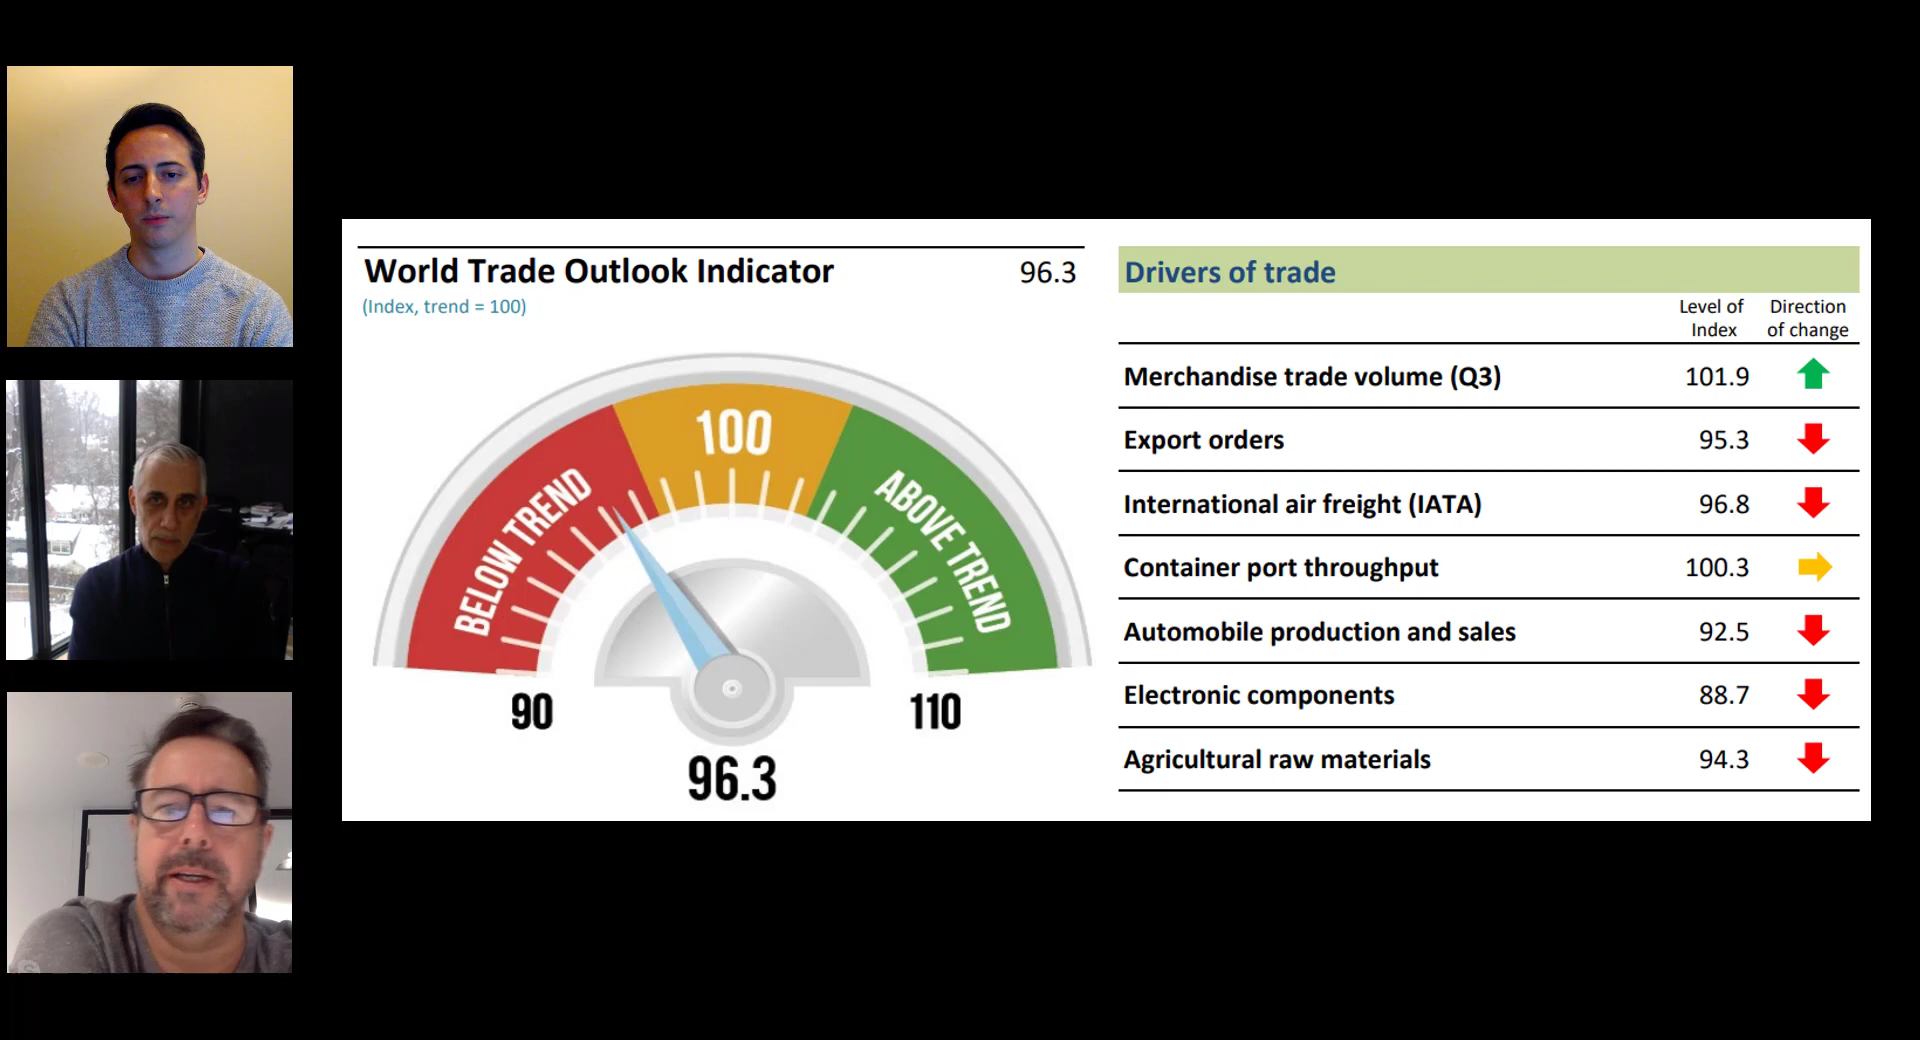 World Trade Outlook Indicator 96.3
(Index, trend = 100)
BELOW TREND
100
ABOVE TREND
90
110
96.3
Drivers of trade
Level of Index Direction of change
Merchandise trade volume (Q3) 101.9
Export orders 95.3
International air freight (IATA) 96.8
Container port throughput 100.3
Automobile production and sales 92.5
Electronic components 88.7
Agricultural raw materials 94.3